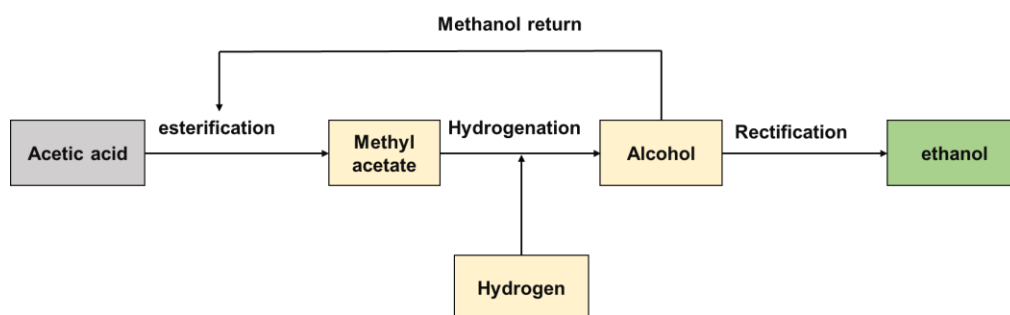 Methanol return
esterification
Hydrogenation
Rectification
Acetic acid
Methyl
acetate
Alcohol
ethanol
Hydrogen